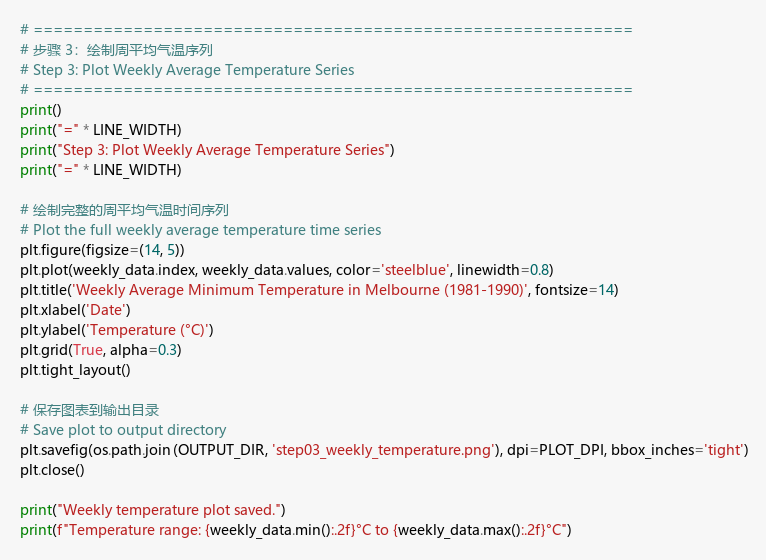 # ============================================================
# 步骤 3：绘制周平均气温序列
# Step 3: Plot Weekly Average Temperature Series
# ============================================================
print()
print("=" * LINE_WIDTH)
print("Step 3: Plot Weekly Average Temperature Series")
print("=" * LINE_WIDTH)
# 绘制完整的周平均气温时间序列
# Plot the full weekly average temperature time series
plt.figure(figsize=(14, 5))
plt.plot(weekly_data.index, weekly_data.values, color='steelblue', linewidth=0.8)
plt.title('Weekly Average Minimum Temperature in Melbourne (1981-1990)', fontsize=14)
plt.xlabel('Date')
plt.ylabel('Temperature (°C)')
plt.grid(True, alpha=0.3)
plt.tight_layout()
# 保存图表到输出目录
# Save plot to output directory
plt.savefig(os.path.join(OUTPUT_DIR, 'step03_weekly_temperature.png'), dpi=PLOT_DPI, bbox_inches='tight')
plt.close()
print("Weekly temperature plot saved.")
print(f"Temperature range: {weekly_data.min():.2f}°C to {weekly_data.max():.2f}°C")